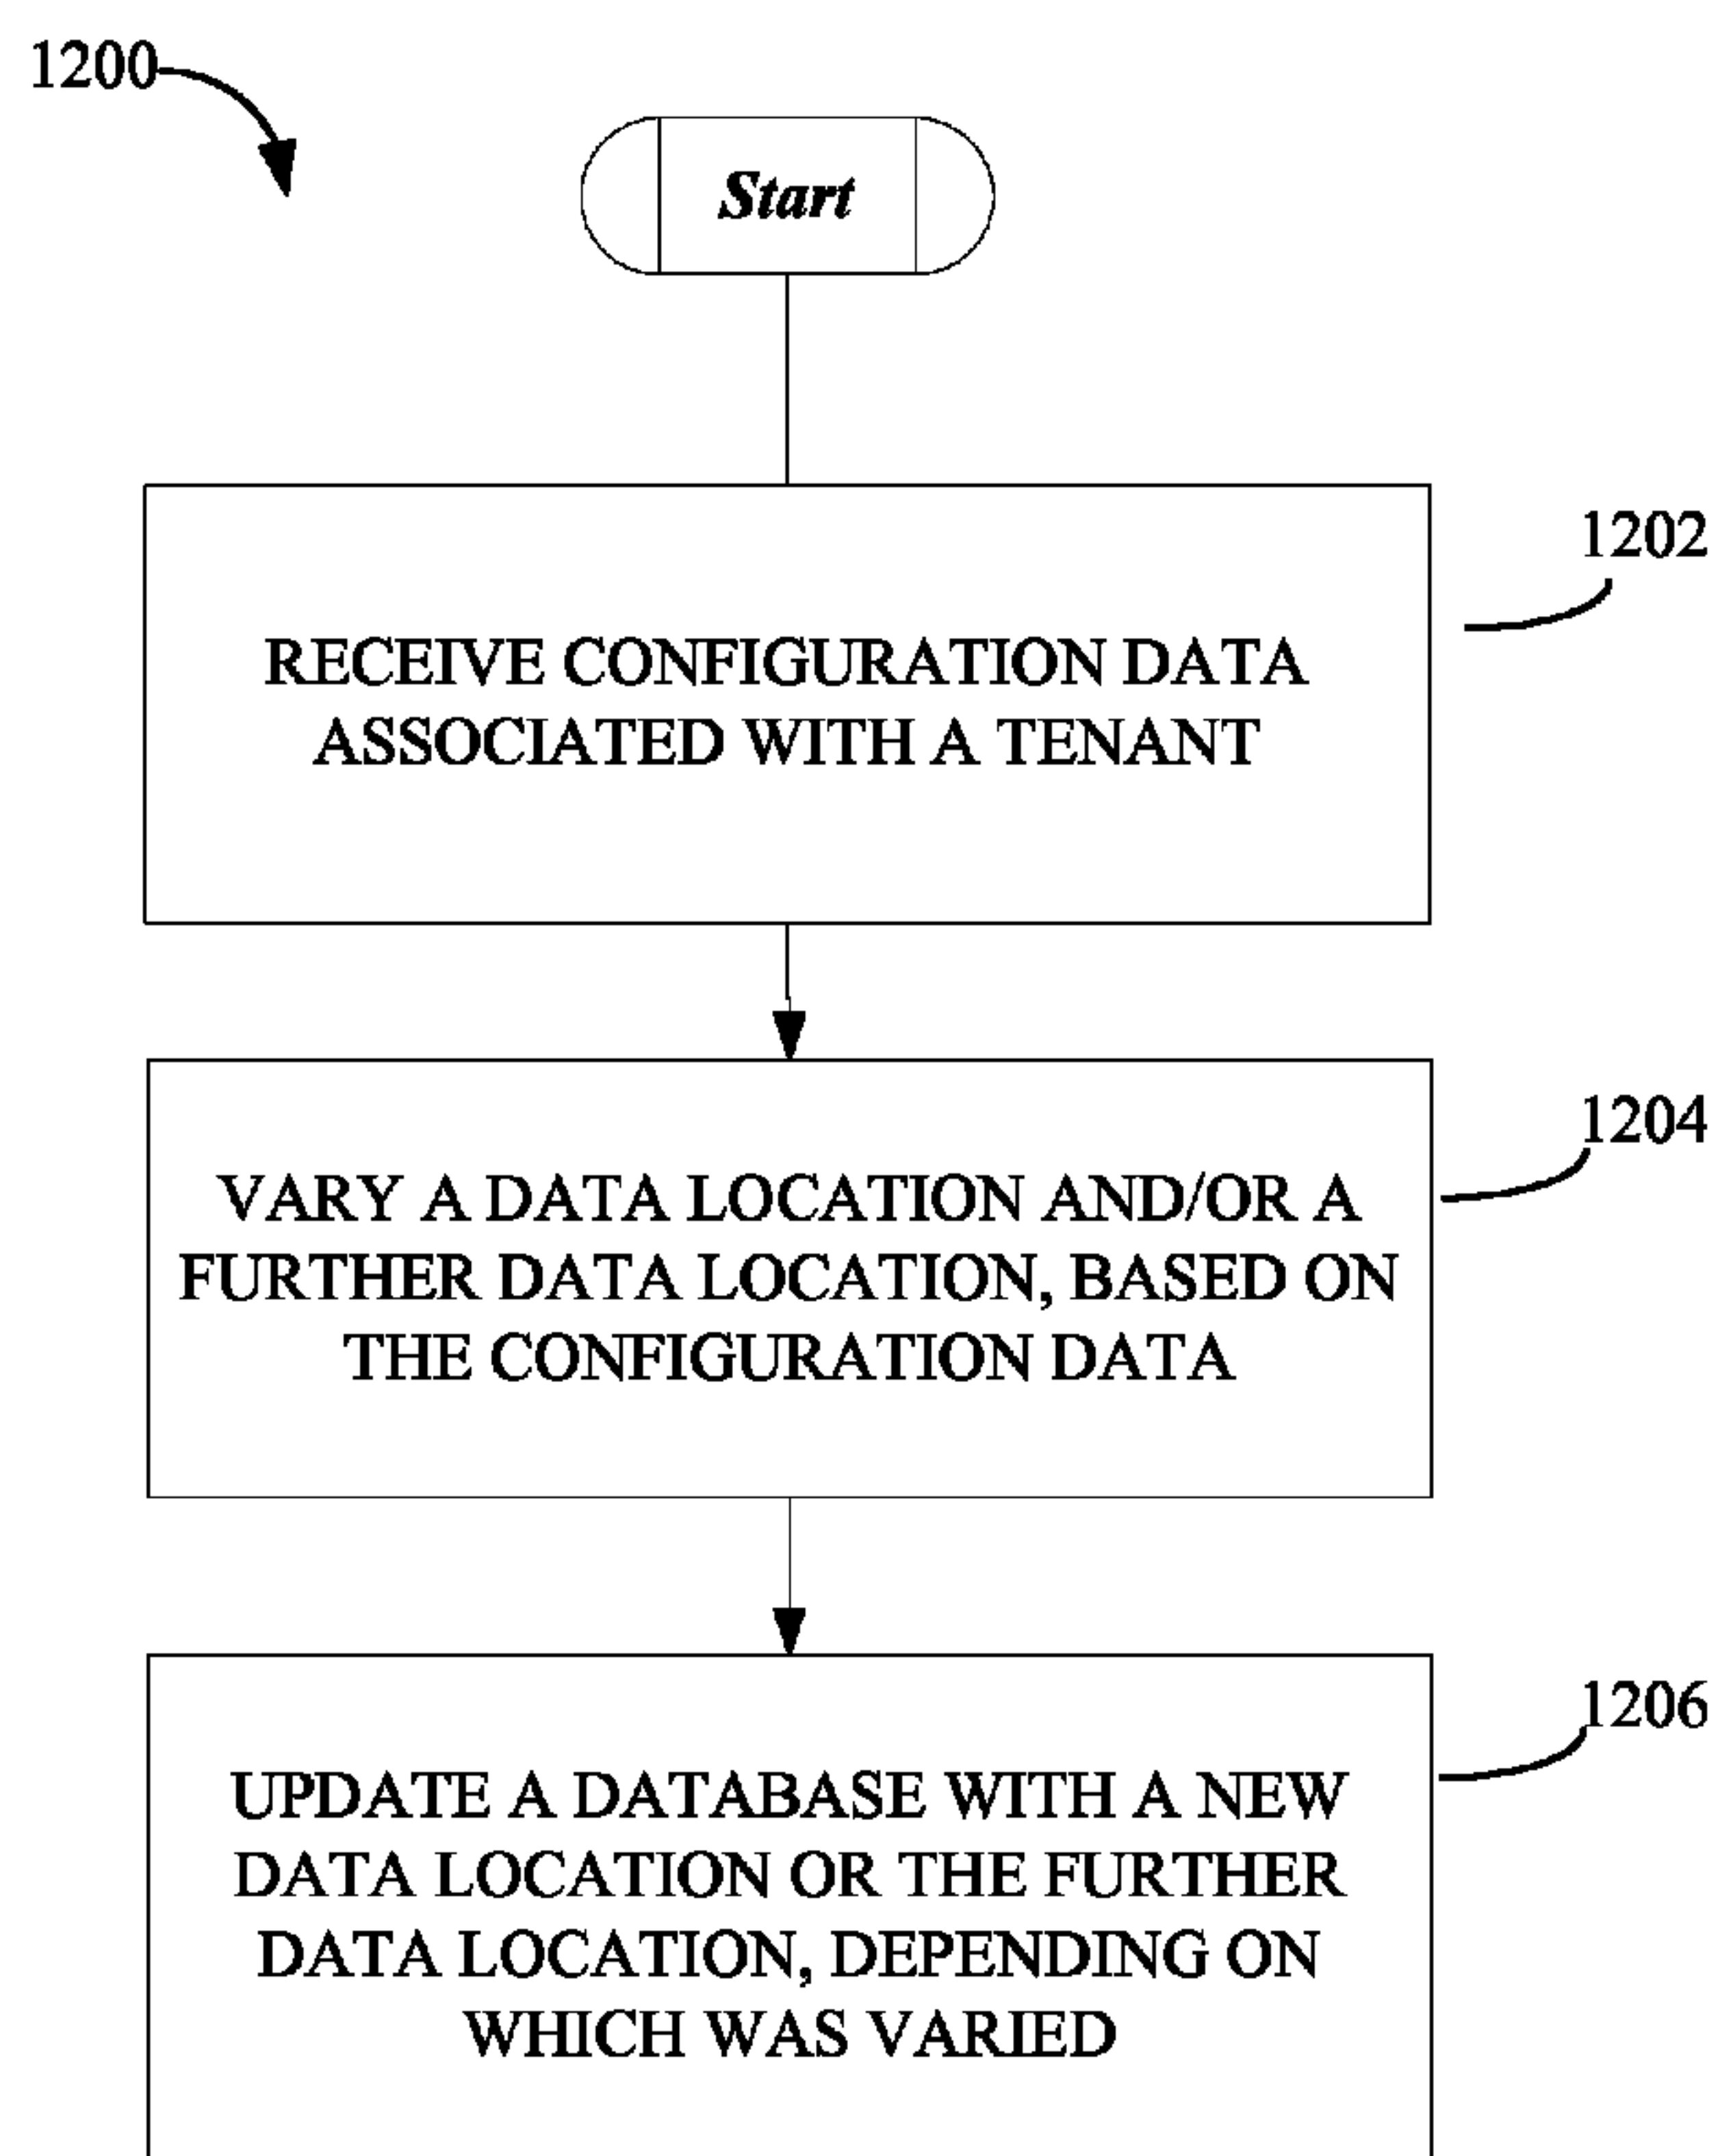 1200
Start
1202
RECEIVE CONFIGURATION DATA
ASSOCIATED WITH A TENANT
1204
VARY A DATA LOCATION AND/OR A
FURTHER DATA LOCATION, BASED ON
THE CONFIGURATION DATA
1206
UPDATE A DATABASE WITH A NEW
DATA LOCATION OR THE FURTHER
DATA LOCATION, DEPENDING ON
WHICH WAS VARIED